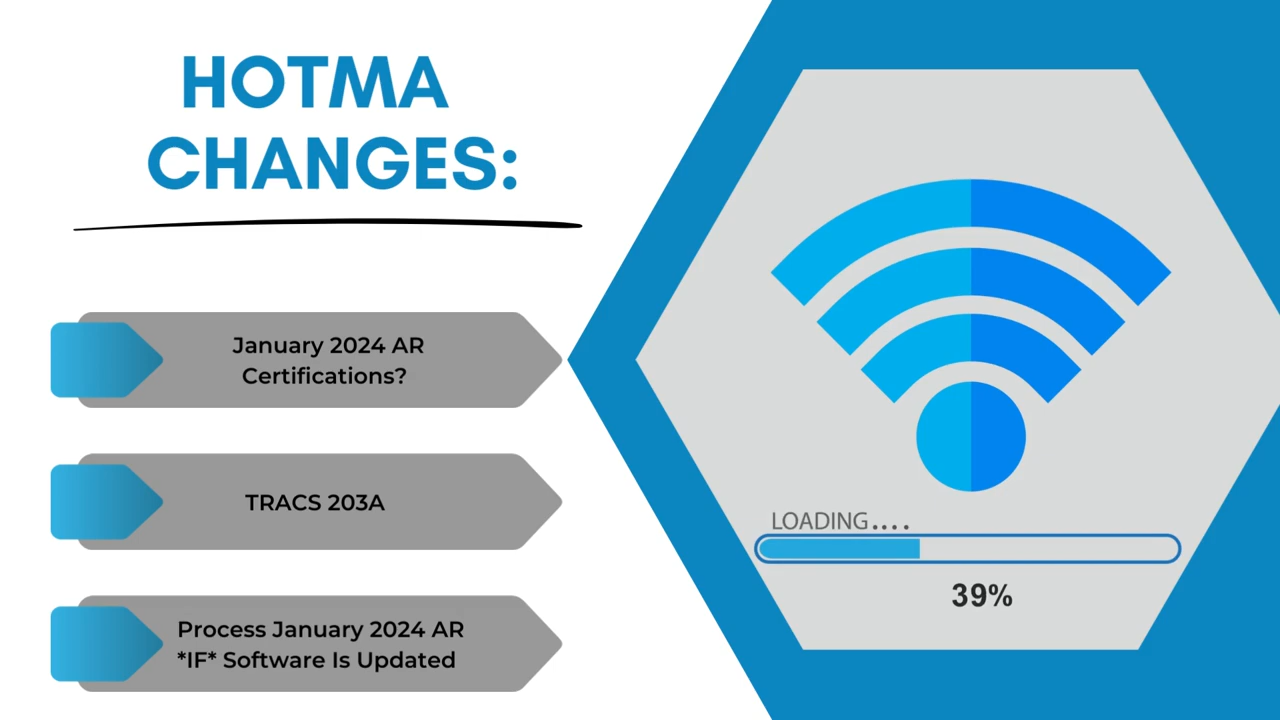 HOTMA
CHANGES:
January 2024 AR
Certifications?
TRACS 203A
Process January 2024 AR
*IF* Software Is Updated
LOADING....
39%